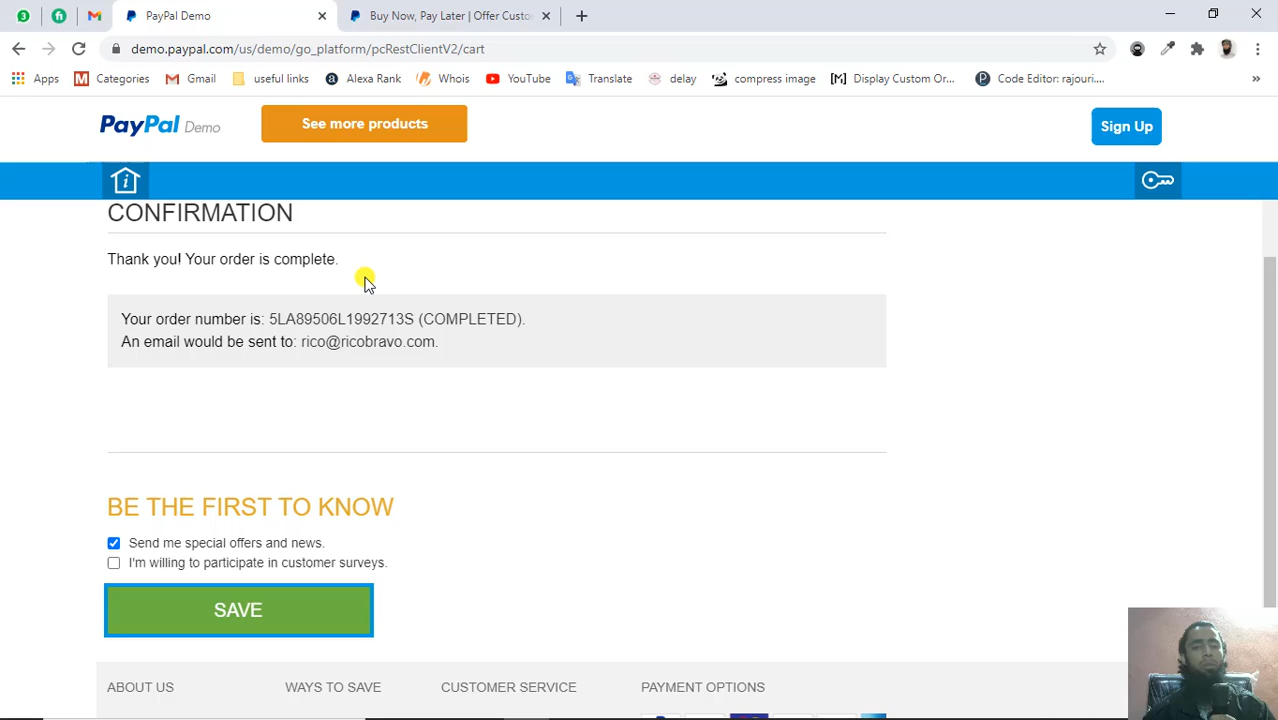 3 fi PayPal Demo Buy Now, Pay Later | Offer Custo
demo.paypal.com/us/demo/go_platform/pcRestClientV2/cart
Apps Categories Gmail useful links Alexa Rank Whois YouTube Translate delay compress image Display Custom Or... Code Editor: rajouri.... »
PayPal Demo See more products Sign Up
CONFIRMATION
Thank you! Your order is complete.
Your order number is: 5LA89506L1992713S (COMPLETED).
An email would be sent to: rico@ricobravo.com.
BE THE FIRST TO KNOW
Send me special offers and news.
I'm willing to participate in customer surveys.
SAVE
ABOUT US WAYS TO SAVE CUSTOMER SERVICE PAYMENT OPTIONS